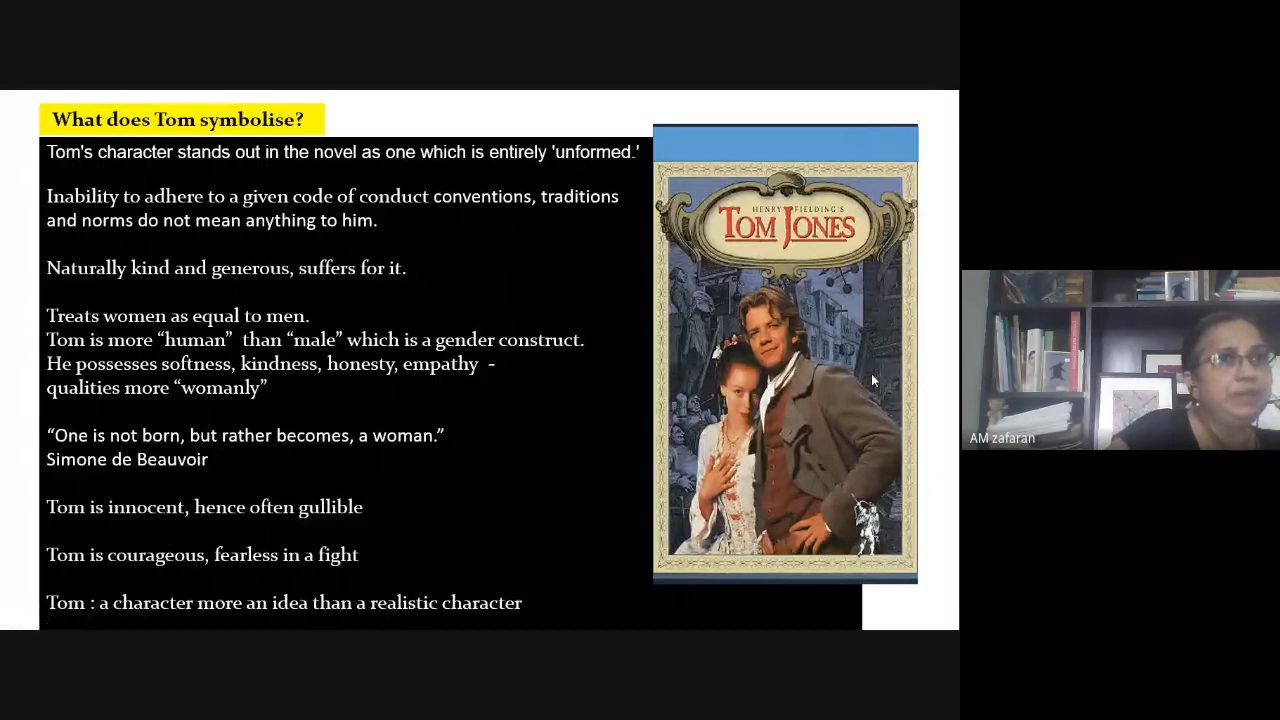 What does Tom symbolise?
Tom's character stands out in the novel as one which is entirely 'unformed.'
Inability to adhere to a given code of conduct conventions, traditions
and norms do not mean anything to him.
Naturally kind and generous, suffers for it.
Treats women as equal to men.
Tom is more “human”  than “male” which is a gender construct.
He possesses softness, kindness, honesty, empathy  -
qualities more “womanly”
“One is not born, but rather becomes, a woman.”
Simone de Beauvoir
Tom is innocent, hence often gullible
Tom is courageous, fearless in a fight
Tom : a character more an idea than a realistic character
HENRY FIELDING'S
TOM JONES
AM zafaran